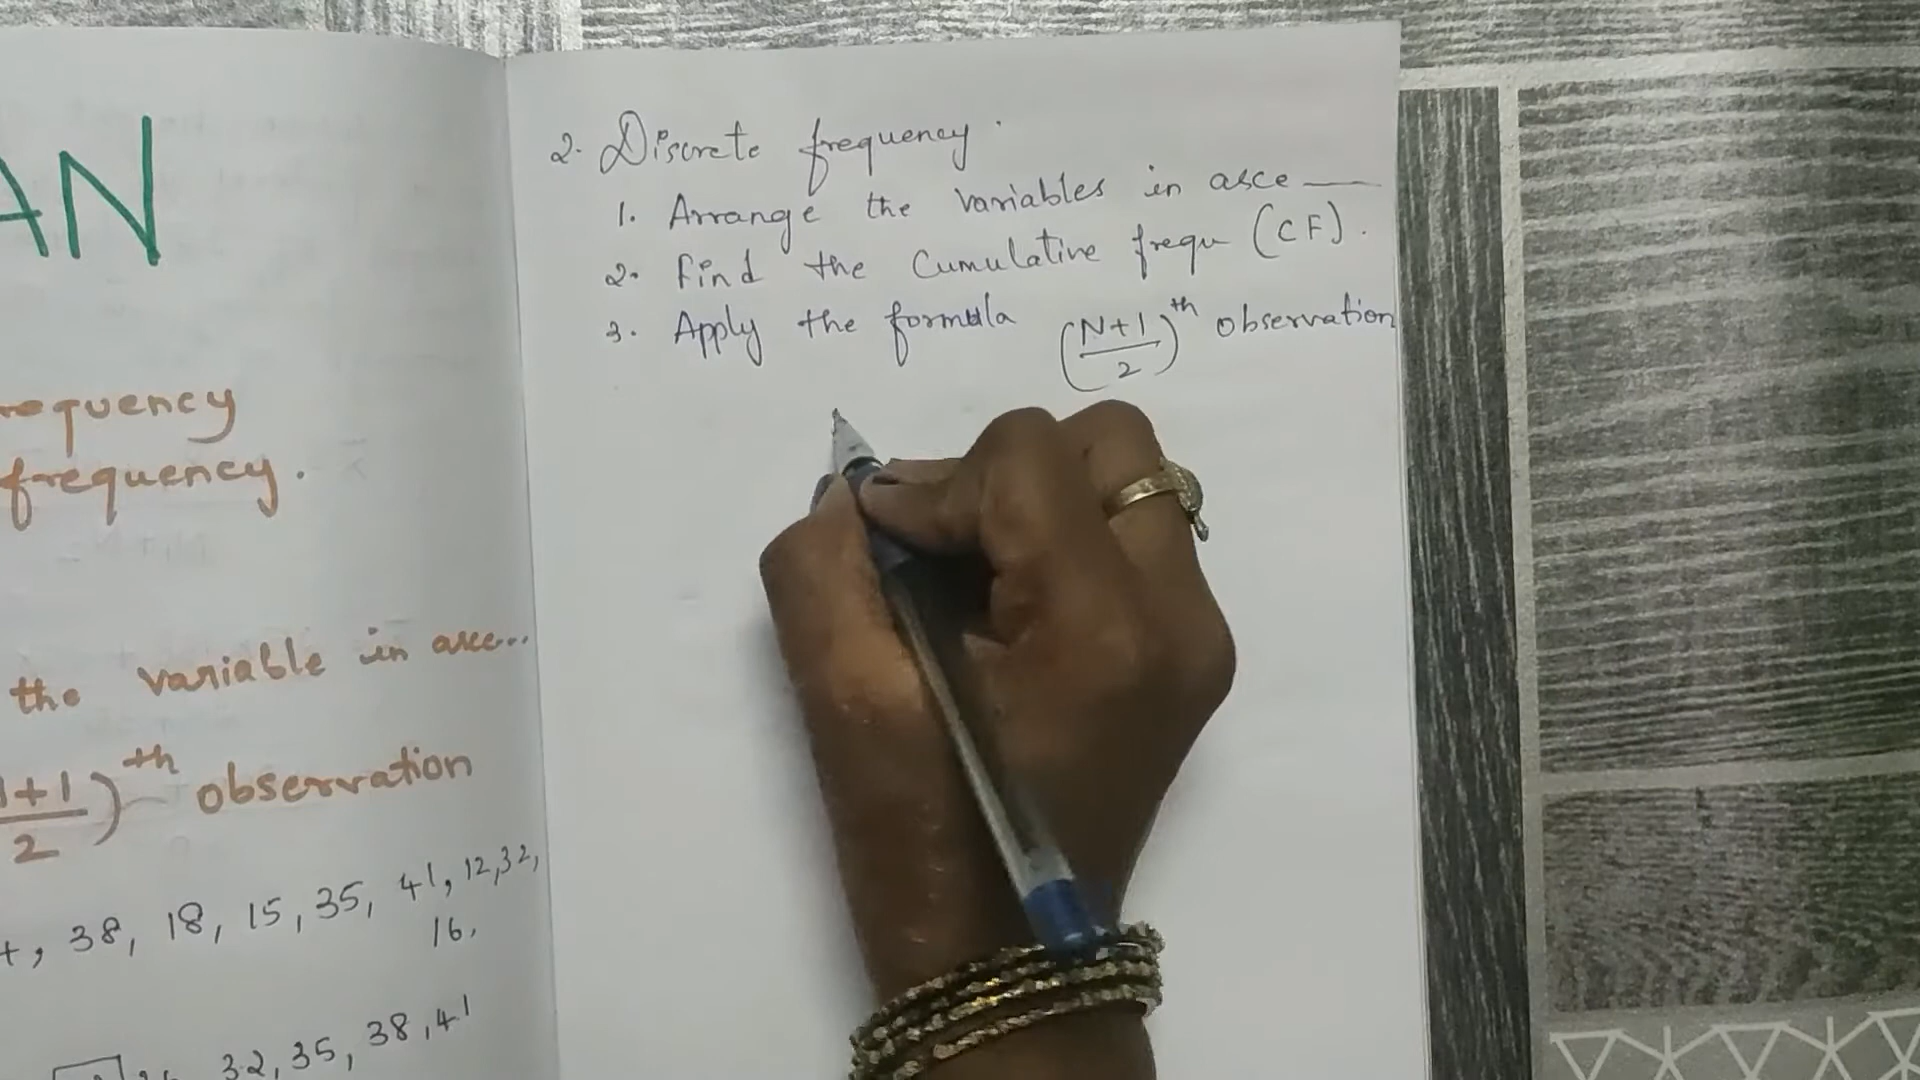 AN
requency
frequency.
the variable in asce...
+1 th observation
2
, 38, 18, 15, 35, 41, 12, 32,
16.
32, 35, 38, 41
2. Discrete frequency.
1. Arrange the variables in asce —
2. Find the Cumulative frequ (CF).
3. Apply the formula (N+1/2)th observation